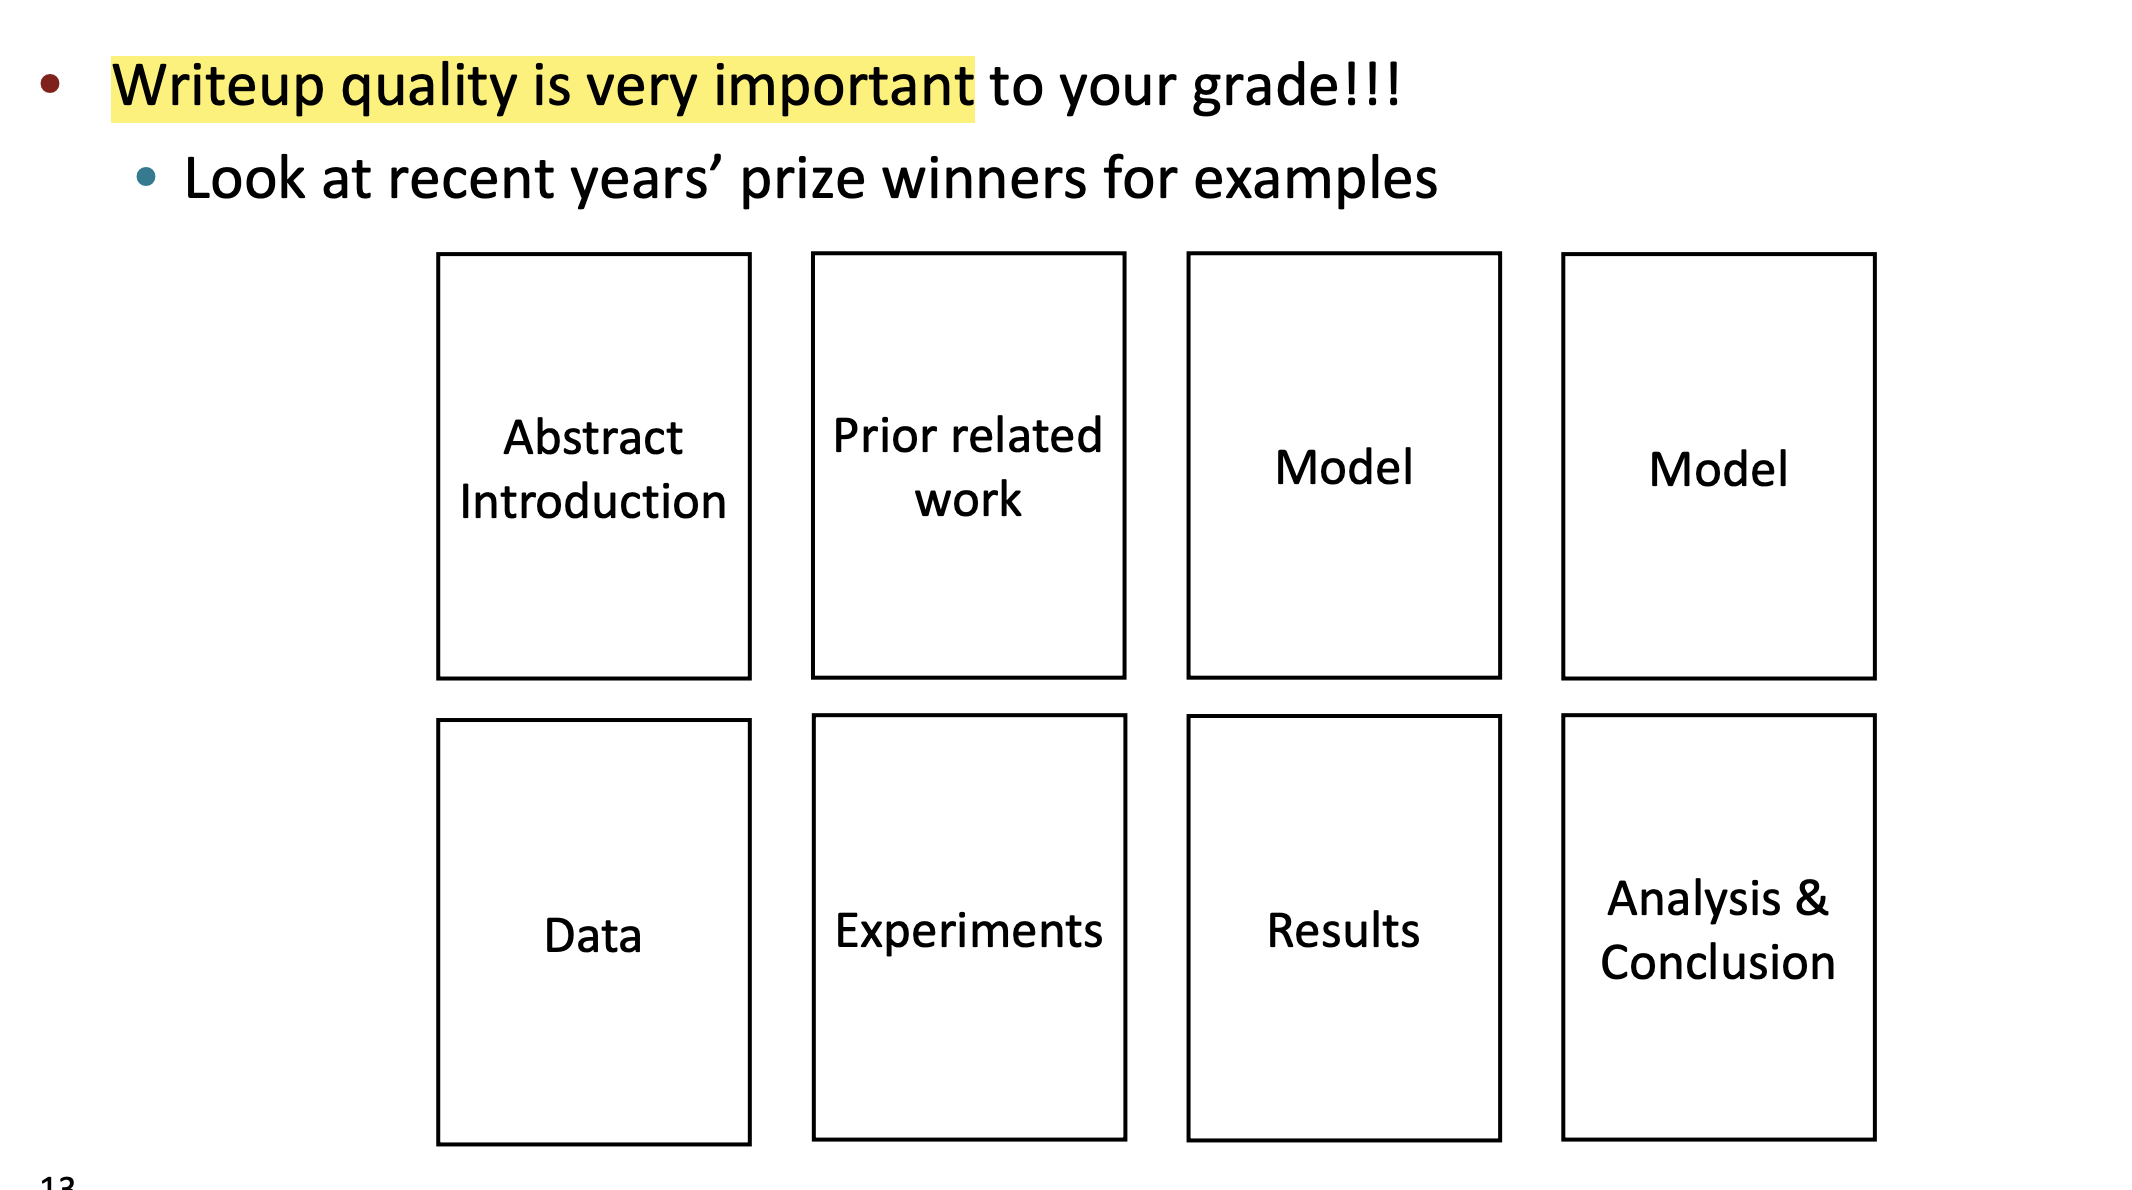 • Writeup quality is very important to your grade!!!
• Look at recent years’ prize winners for examples
Abstract
Introduction
Prior related
work
Model
Model
Data
Experiments
Results
Analysis &
Conclusion
13